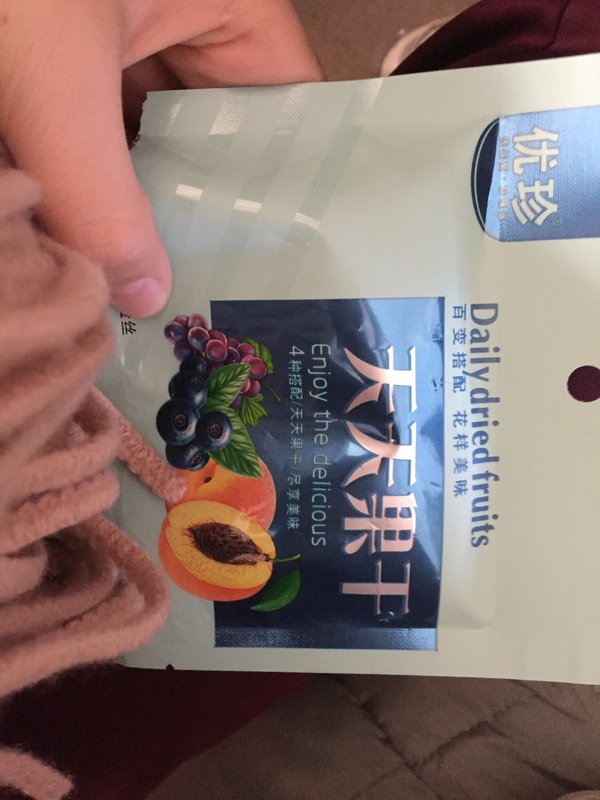 优珍
Daily dried fruits
百变搭配 花样美味
天天果干
Enjoy the delicious
4种搭配/天天果干/尽享美味
丝